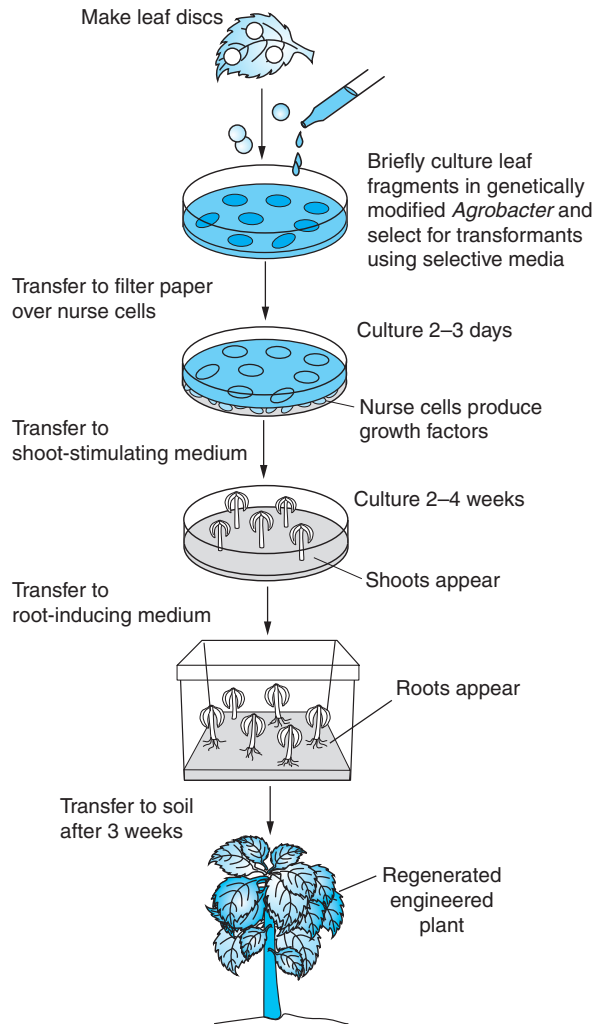 Make leaf discs
Briefly culture leaf
fragments in genetically
modified Agrobacter and
select for transformants
using selective media
Transfer to filter paper
over nurse cells
Culture 2–3 days
Nurse cells produce
growth factors
Transfer to
shoot-stimulating medium
Culture 2–4 weeks
Shoots appear
Transfer to
root-inducing medium
Roots appear
Transfer to soil
after 3 weeks
Regenerated
engineered
plant